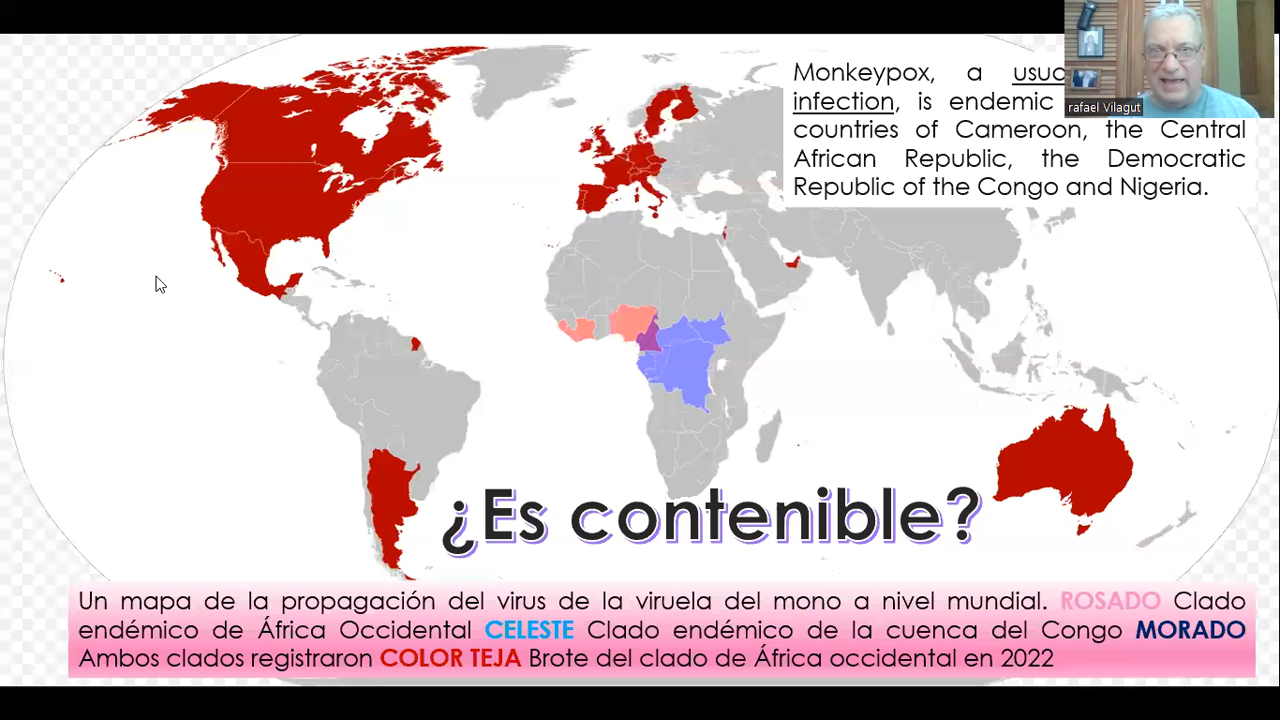 Monkeypox, a
infection, is endemic
countries of Cameroon, the Central
African Republic, the Democratic
Republic of the Congo and Nigeria.
rafael Vilagut
¿Es contenible?
Un mapa de la propagación del virus de la viruela del mono a nivel mundial. ROSADO Clado
endémico de África Occidental CELESTE Clado endémico de la cuenca del Congo MORADO
Ambos clados registraron COLOR TEJA Brote del clado de África occidental en 2022